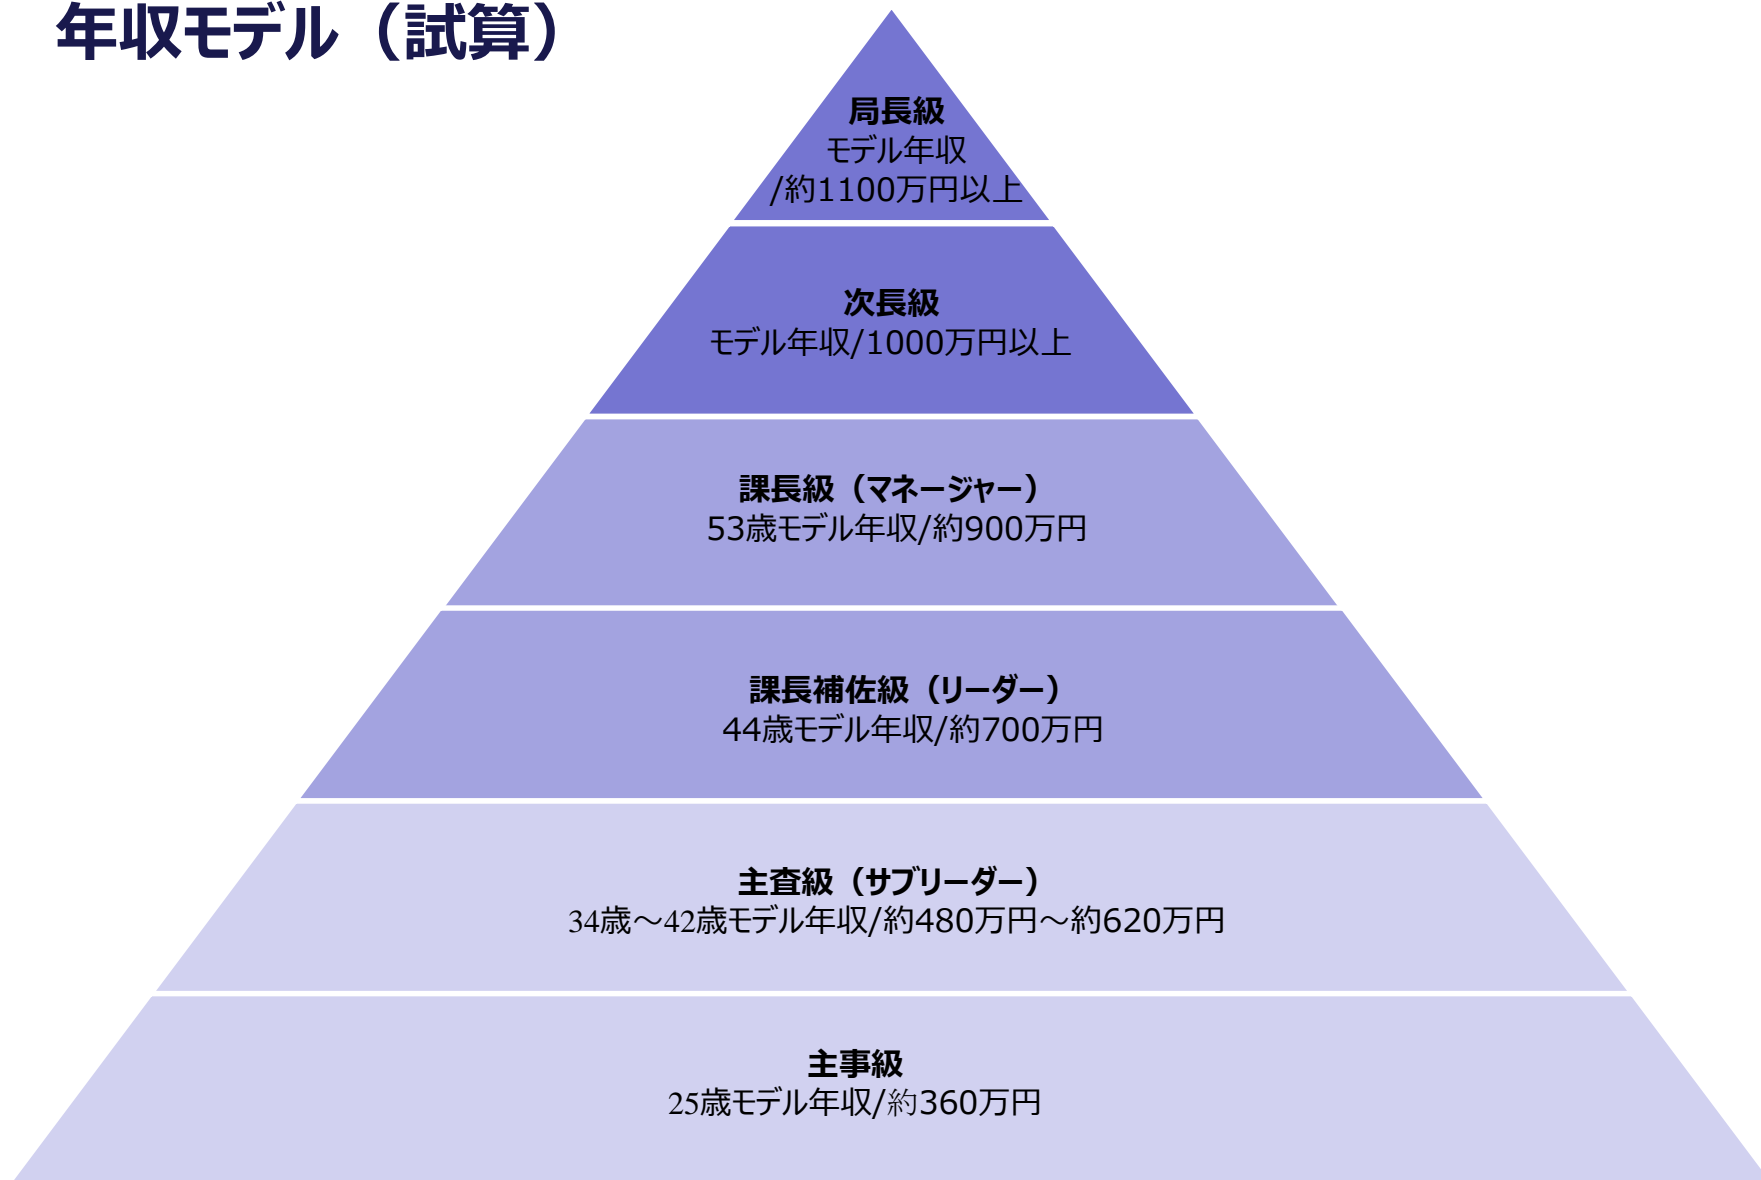 年収モデル（試算）
局長級
モデル年収
/約1100万円以上
次長級
モデル年収/1000万円以上
課長級（マネージャー）
53歳モデル年収/約900万円
課長補佐級（リーダー）
44歳モデル年収/約700万円
主査級（サブリーダー）
34歳～42歳モデル年収/約480万円～約620万円
主事級
25歳モデル年収/約360万円